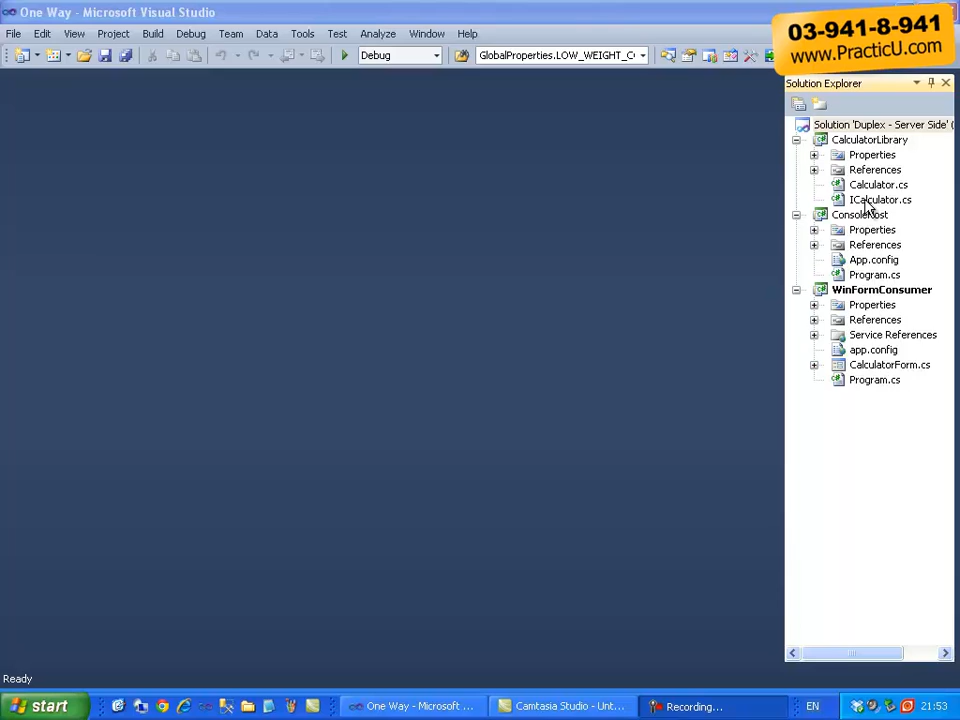 One Way - Microsoft Visual Studio
03-941-8-941
www.PracticU.com
File Edit View Project Build Debug Team Data Tools Test Analyze Window Help
Debug
GlobalProperties.LOW_WEIGHT_C
Solution Explorer
Solution 'Duplex - Server Side' (
CalculatorLibrary
Properties
References
Calculator.cs
ICalculator.cs
ConsoleHost
Properties
References
App.config
Program.cs
WinFormConsumer
Properties
References
Service References
app.config
CalculatorForm.cs
Program.cs
Ready
start
One Way - Microsoft ...
Camtasia Studio - Unt...
Recording...
EN
21:53